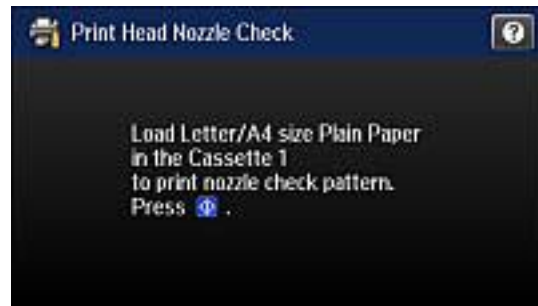 Print Head Nozzle Check
?
Load Letter/A4 size Plain Paper
in the Cassette 1
to print nozzle check pattern.
Press .